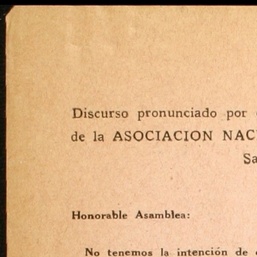 Discurso pronunciado por
de la ASOCIACION NAC
Sa
Honorable Asamblea:
No tenemos la intención de